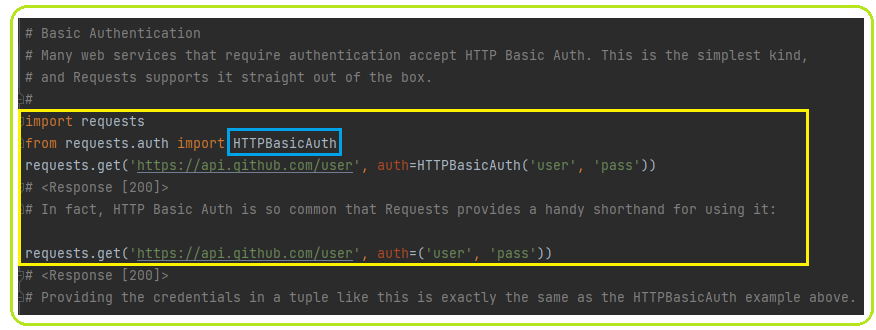 # Basic Authentication
# Many web services that require authentication accept HTTP Basic Auth. This is the simplest kind,
# and Requests supports it straight out of the box.
#
import requests
from requests.auth import HTTPBasicAuth
requests.get('https://api.github.com/user', auth=HTTPBasicAuth('user', 'pass'))
# <Response [200]>
# In fact, HTTP Basic Auth is so common that Requests provides a handy shorthand for using it:
requests.get('https://api.github.com/user', auth=('user', 'pass'))
# <Response [200]>
# Providing the credentials in a tuple like this is exactly the same as the HTTPBasicAuth example above.